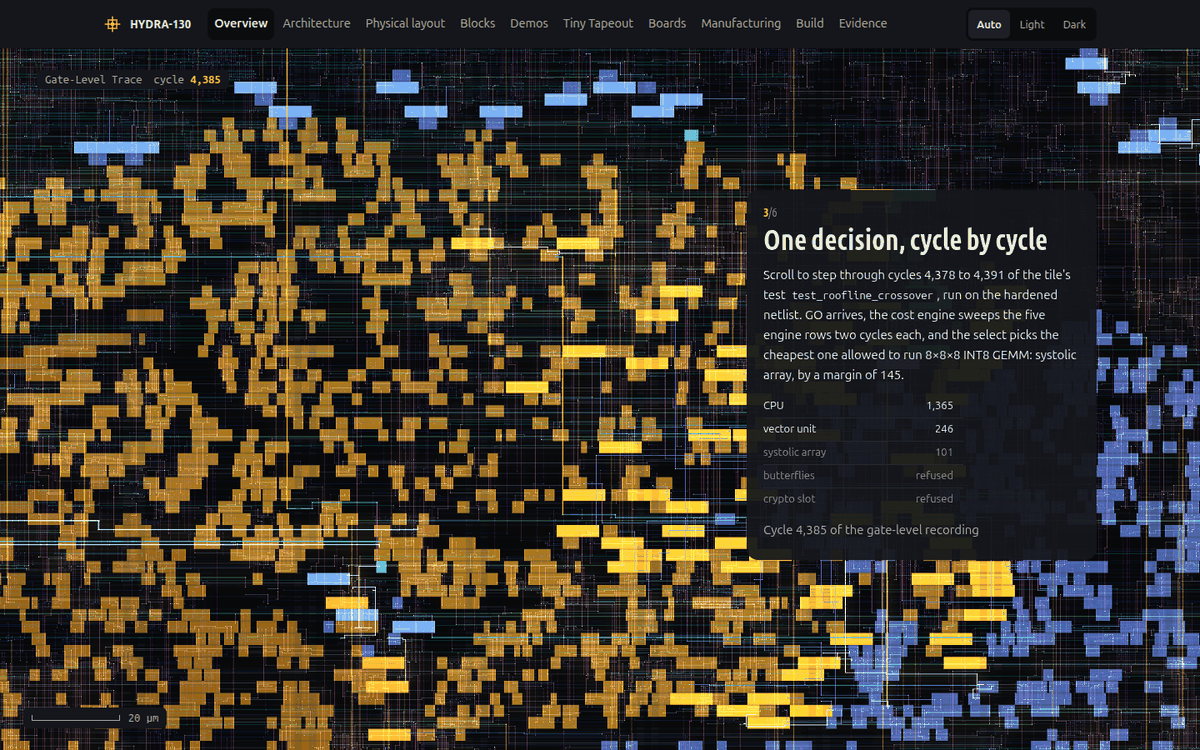 HYDRA-130 Overview Architecture Physical layout Blocks Demos Tiny Tapeout Boards Manufacturing Build Evidence Auto Light Dark
Gate-Level Trace cycle 4,385
3/6
One decision, cycle by cycle
Scroll to step through cycles 4,378 to 4,391 of the tile's
test test_roofline_crossover , run on the hardened
netlist. GO arrives, the cost engine sweeps the five
engine rows two cycles each, and the select picks the
cheapest one allowed to run 8×8×8 INT8 GEMM: systolic
array, by a margin of 145.
CPU 1,365
vector unit 246
systolic array 101
butterflies refused
crypto slot refused
Cycle 4,385 of the gate-level recording
20 µm